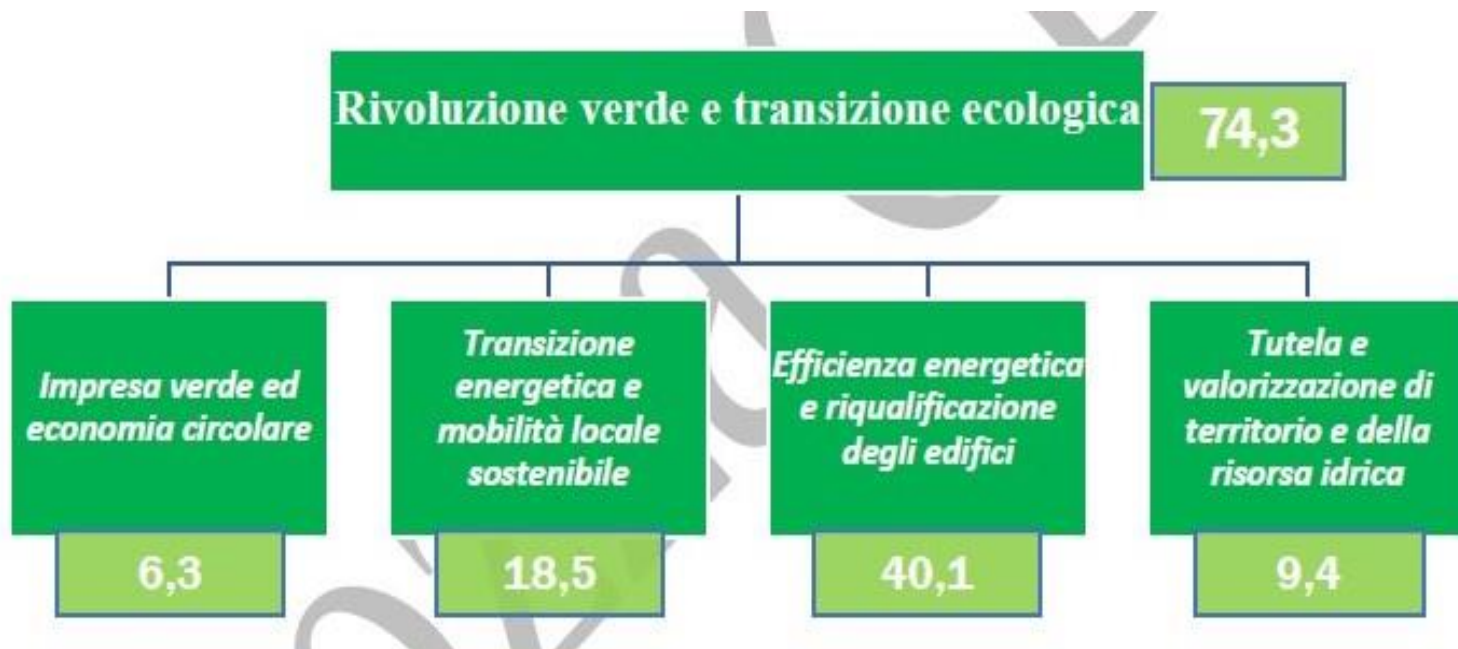 Rivoluzione verde e transizione ecologica
74,3
Impresa verde ed
economia circolare
6,3
Transizione
energetica e
mobilità locale
sostenibile
18,5
Efficienza energetica
e riqualificazione
degli edifici
40,1
Tutela e
valorizzazione di
territorio e della
risorsa idrica
9,4